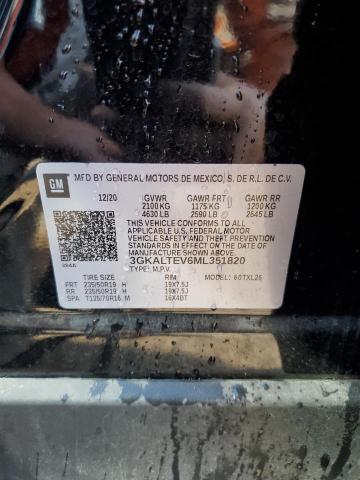 GM
MFD BY GENERAL MOTORS DE MEXICO, S. DE R.L. DE C.V.
12/20 GVWR GAWR FRT GAWR RR
2100 KG 1175 KG 1200 KG
4630 LB 2590 LB 2645 LB
THIS VEHICLE CONFORMS TO ALL
APPLICABLE U.S. FEDERAL MOTOR
VEHICLE SAFETY AND THEFT
PREVENTION STANDARDS IN EFFECT ON
THE DATE OF MANUFACTURE SHOWN ABOVE.
3GKALTEV6ML351820
TYPE: M.P.V. MODEL: 6OTXL26
TIRE SIZE RIM
FRT 235/50R19 H 19X7.5J
RR 235/50R19 H 19X7.5J
SPA T125/70R16 M 16X4BT